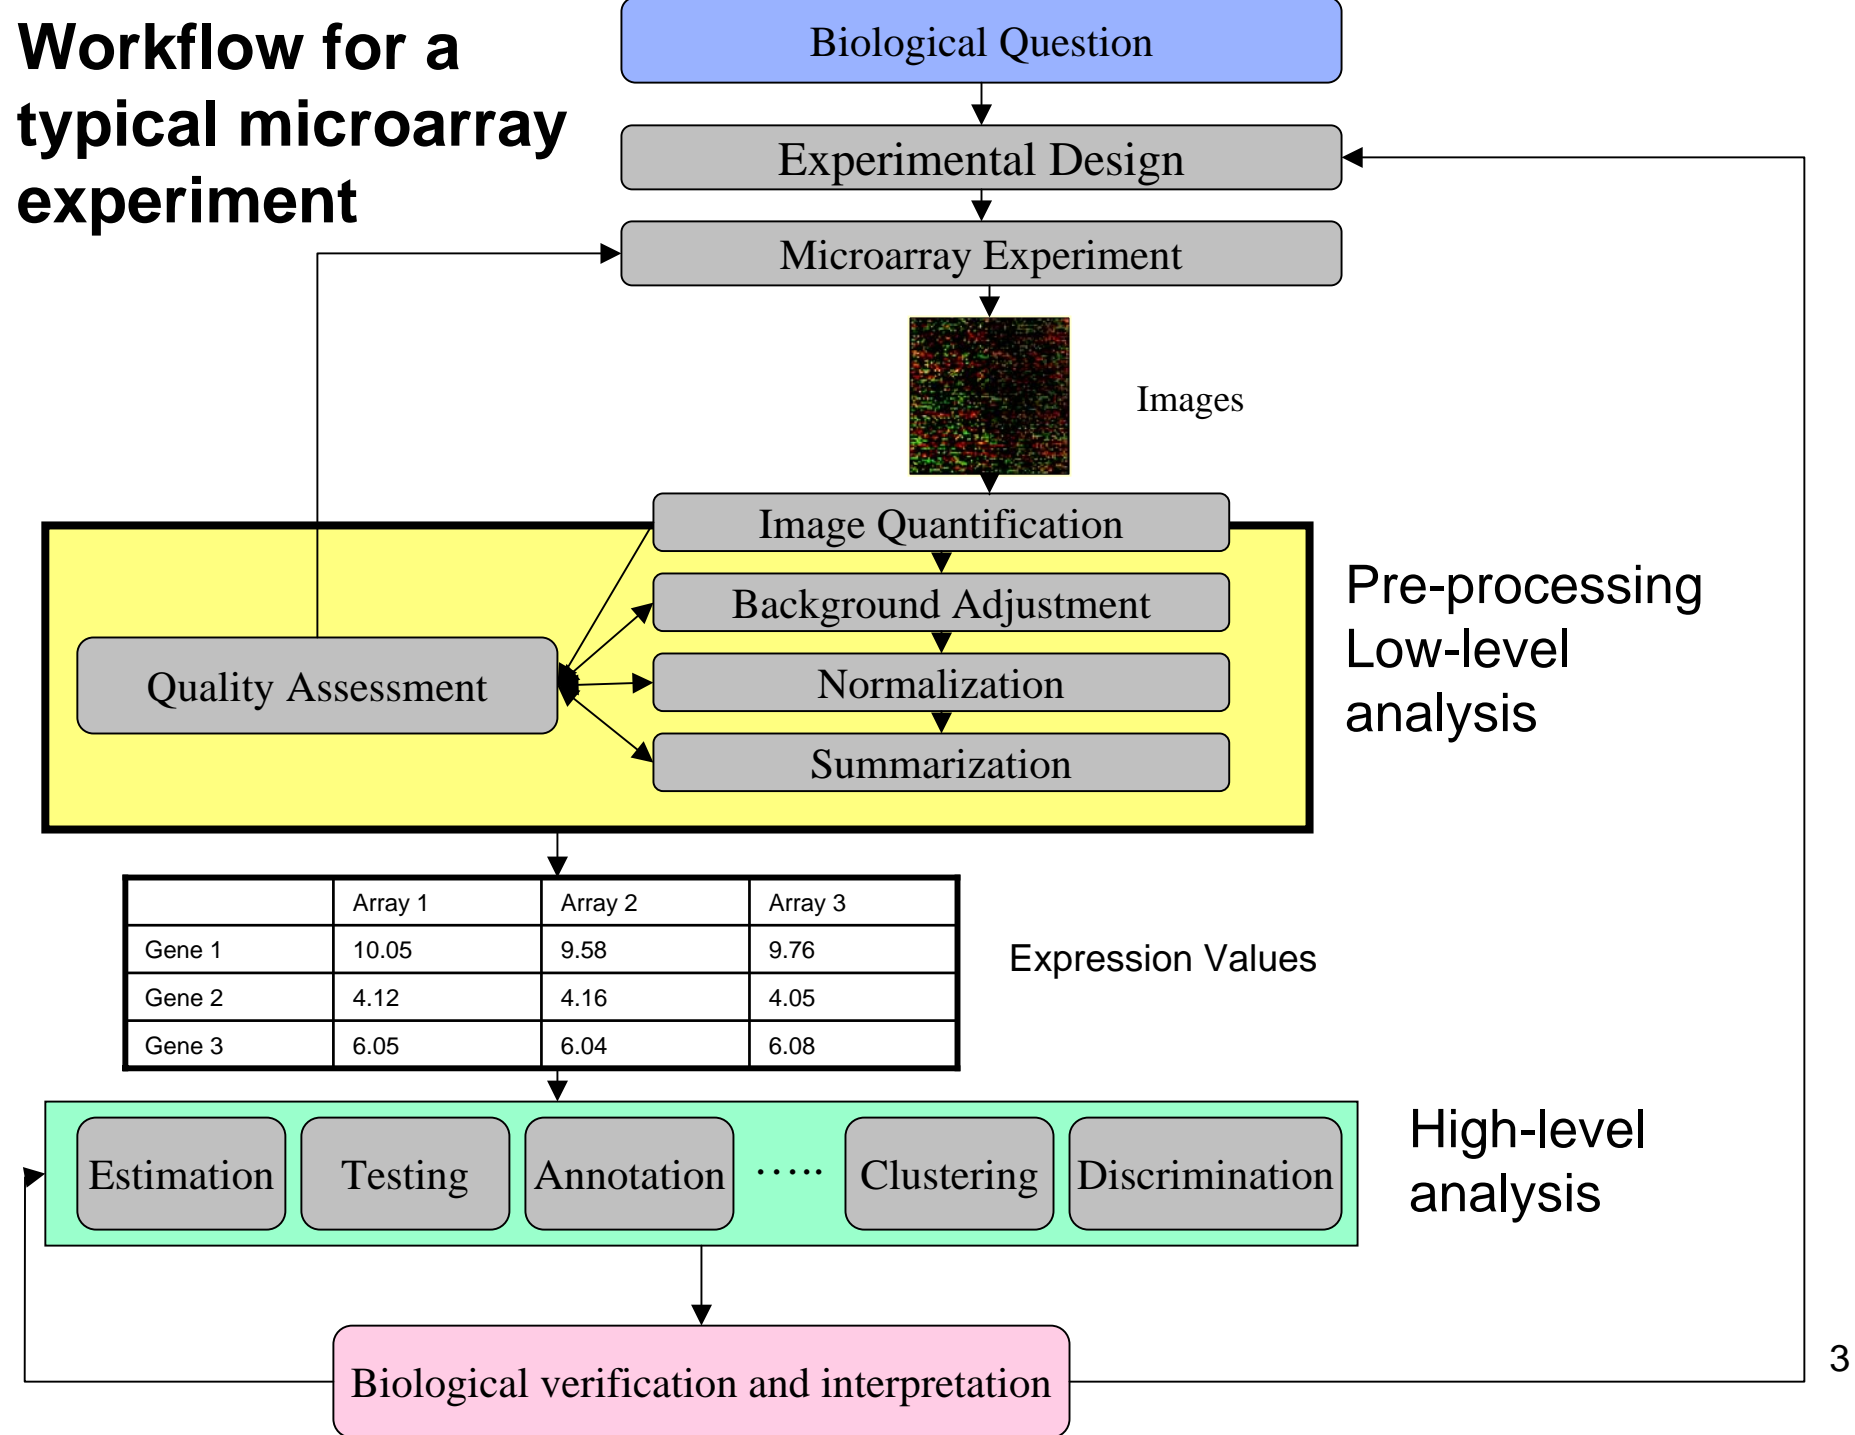 Workflow for a
typical microarray
experiment
Biological Question
Experimental Design
Microarray Experiment
Images
Image Quantification
Background Adjustment
Quality Assessment
Normalization
Summarization
Pre-processing
Low-level
analysis
Array 1 Array 2 Array 3
Gene 1 10.05 9.58 9.76
Gene 2 4.12 4.16 4.05
Gene 3 6.05 6.04 6.08
Expression Values
Estimation Testing Annotation ..... Clustering Discrimination
High-level
analysis
Biological verification and interpretation
3